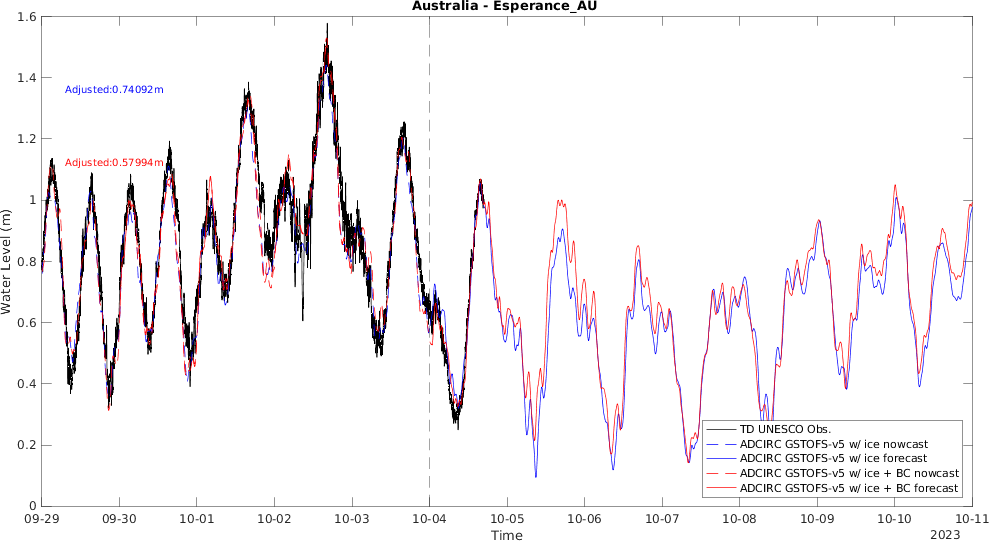 Australia - Esperance_AU
1.6
1.4
1.2
1
0.8
0.6
0.4
0.2
0
Water Level (m)
Adjusted:0.74092m
Adjusted:0.57994m
TD UNESCO Obs.
ADCIRC GSTOFS-v5 w/ ice nowcast
ADCIRC GSTOFS-v5 w/ ice forecast
ADCIRC GSTOFS-v5 w/ ice + BC nowcast
ADCIRC GSTOFS-v5 w/ ice + BC forecast
09-29 09-30 10-01 10-02 10-03 10-04 10-05 10-06 10-07 10-08 10-09 10-10 10-11
Time
2023